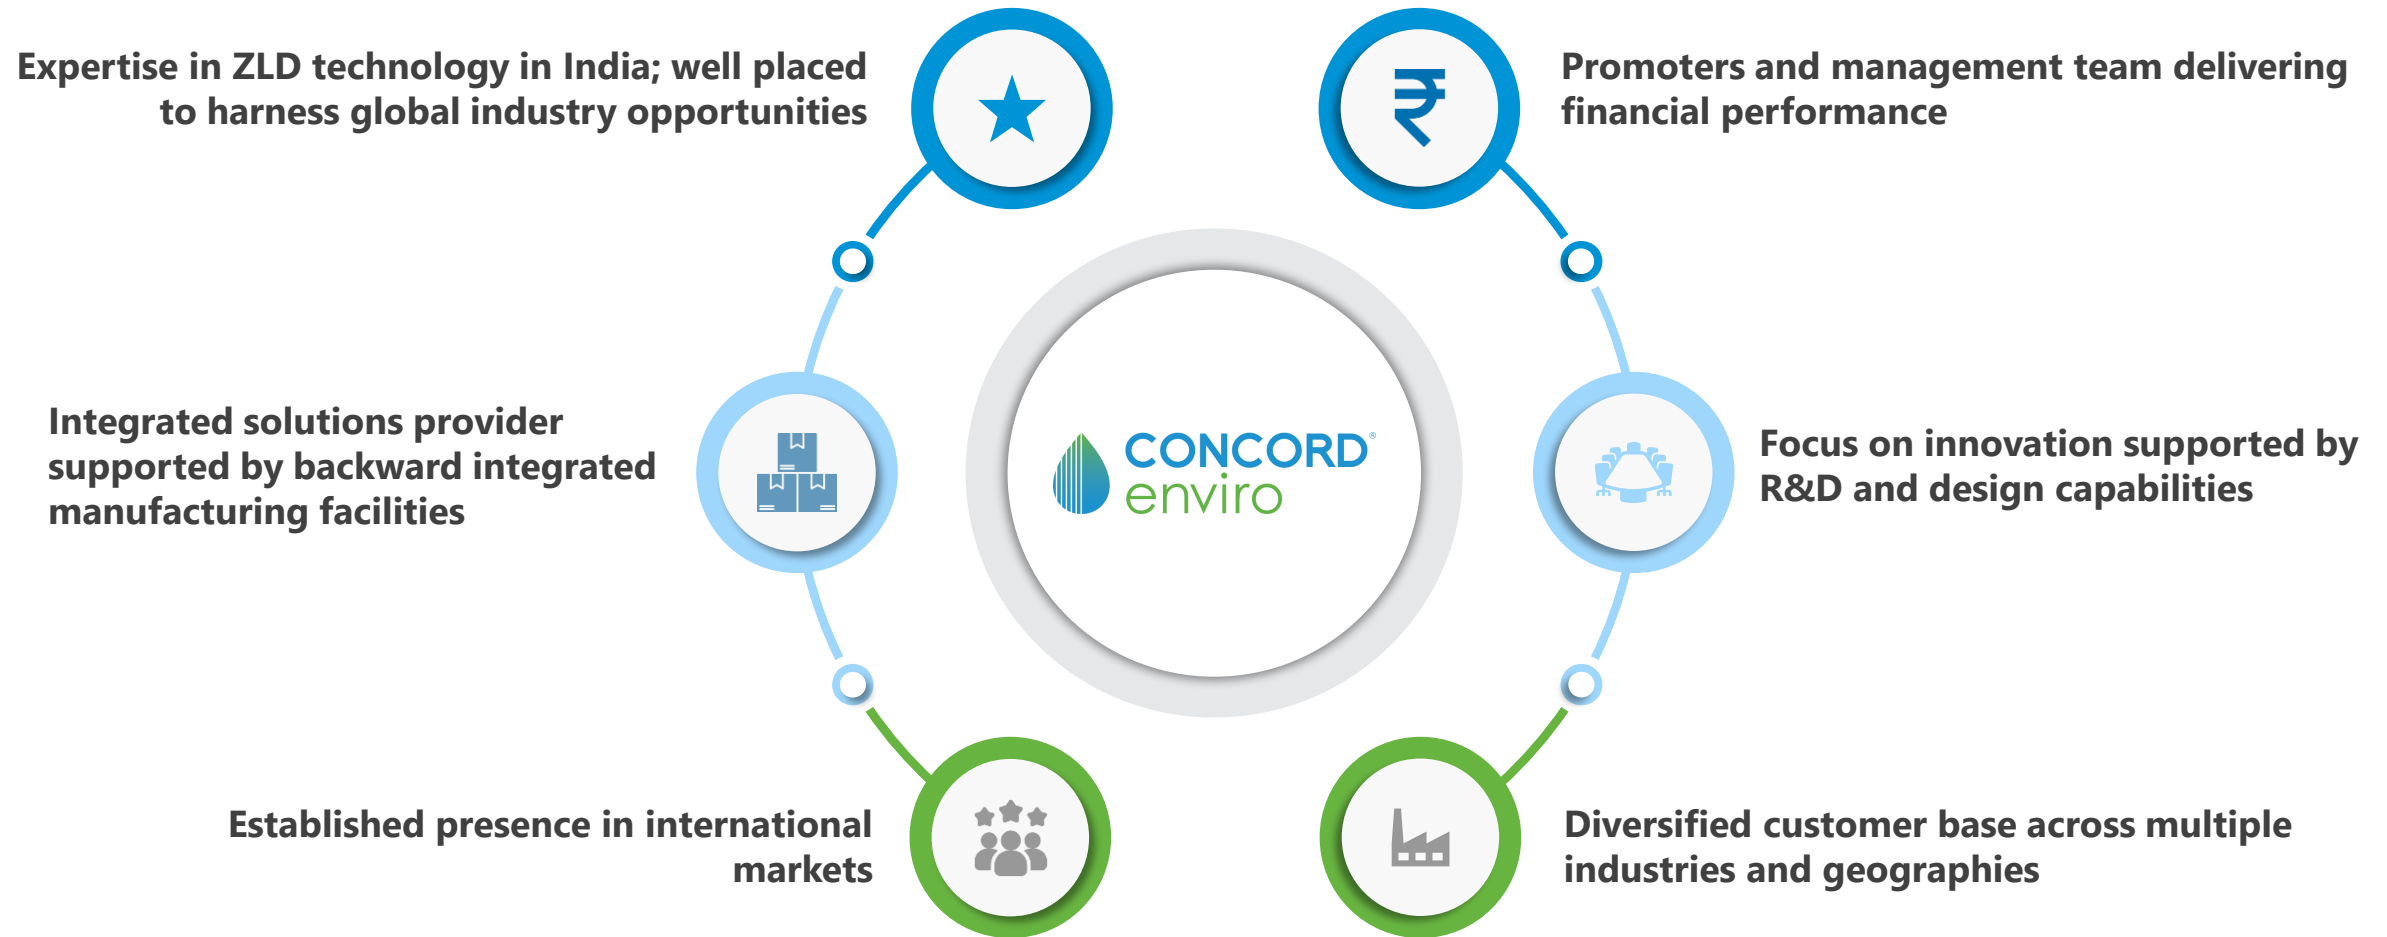 Expertise in ZLD technology in India; well placed
to harness global industry opportunities
Promoters and management team delivering
financial performance
Integrated solutions provider
supported by backward integrated
manufacturing facilities
CONCORD®
enviro
Focus on innovation supported by
R&D and design capabilities
Established presence in international
markets
Diversified customer base across multiple
industries and geographies